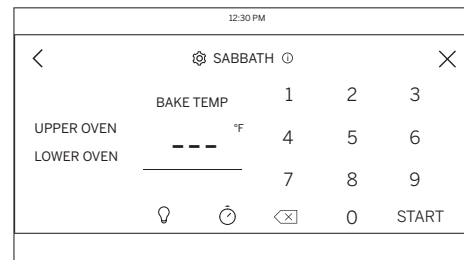 12:30 PM
SABBATH
BAKE TEMP
UPPER OVEN
LOWER OVEN
--- °F
1 2 3
4 5 6
7 8 9
0 START